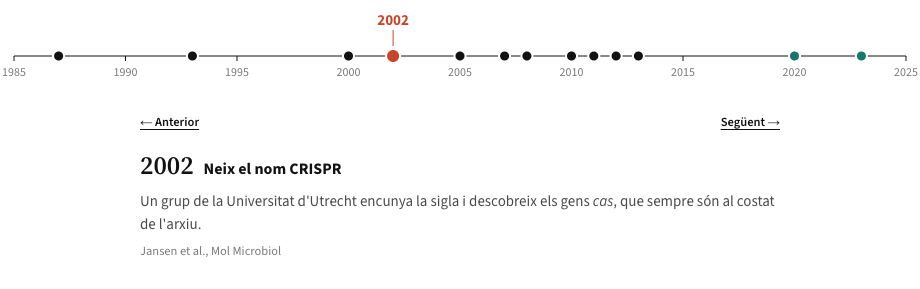 2002
1985 1990 1995 2000 2005 2010 2015 2020 2025
← Anterior Següent →
2002 Neix el nom CRISPR
Un grup de la Universitat d'Utrecht encunya la sigla i descobreix els gens cas, que sempre són al costat
de l'arxiu.
Jansen et al., Mol Microbiol